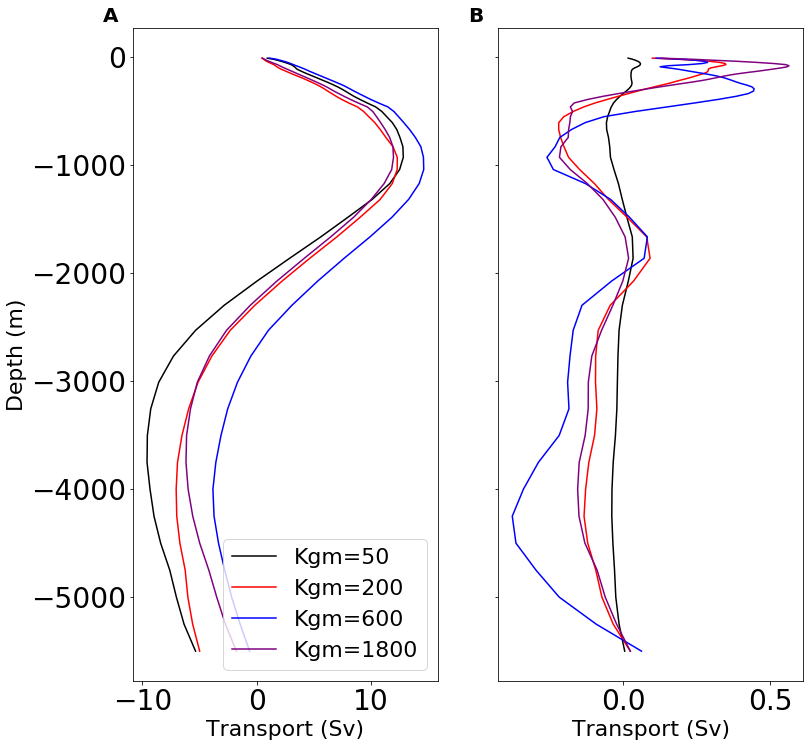 A
B
0
−1000
−2000
−3000
−4000
−5000
Depth (m)
Kgm=50
Kgm=200
Kgm=600
Kgm=1800
−10 0 10
0.0 0.5
Transport (Sv)
Transport (Sv)